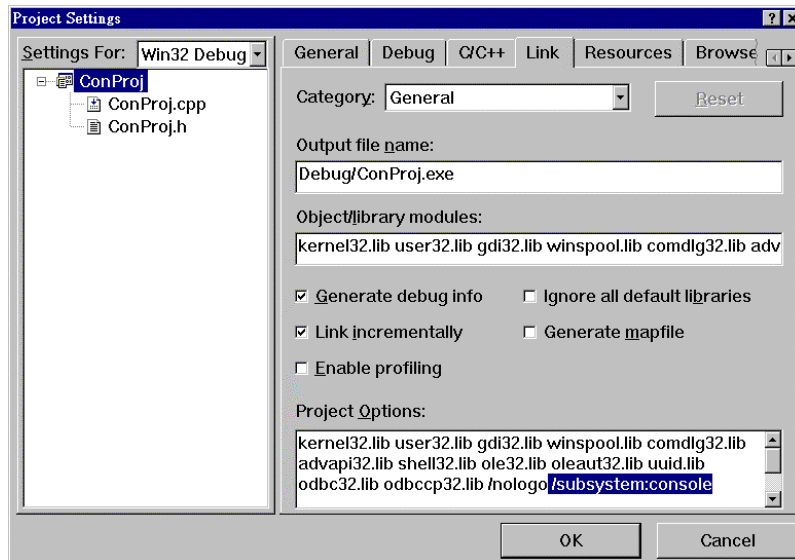 Project Settings
Settings For: Win32 Debug
ConProj
ConProj.cpp
ConProj.h
General Debug C/C++ Link Resources Browse
Category: General
Reset
Output file name:
Debug/ConProj.exe
Object/library modules:
kernel32.lib user32.lib gdi32.lib winspool.lib comdlg32.lib adv
Generate debug info
Ignore all default libraries
Link incrementally
Generate mapfile
Enable profiling
Project Options:
kernel32.lib user32.lib gdi32.lib winspool.lib comdlg32.lib
advapi32.lib shell32.lib ole32.lib oleaut32.lib uuid.lib
odbc32.lib odbccp32.lib /nologo /subsystem:console
OK
Cancel